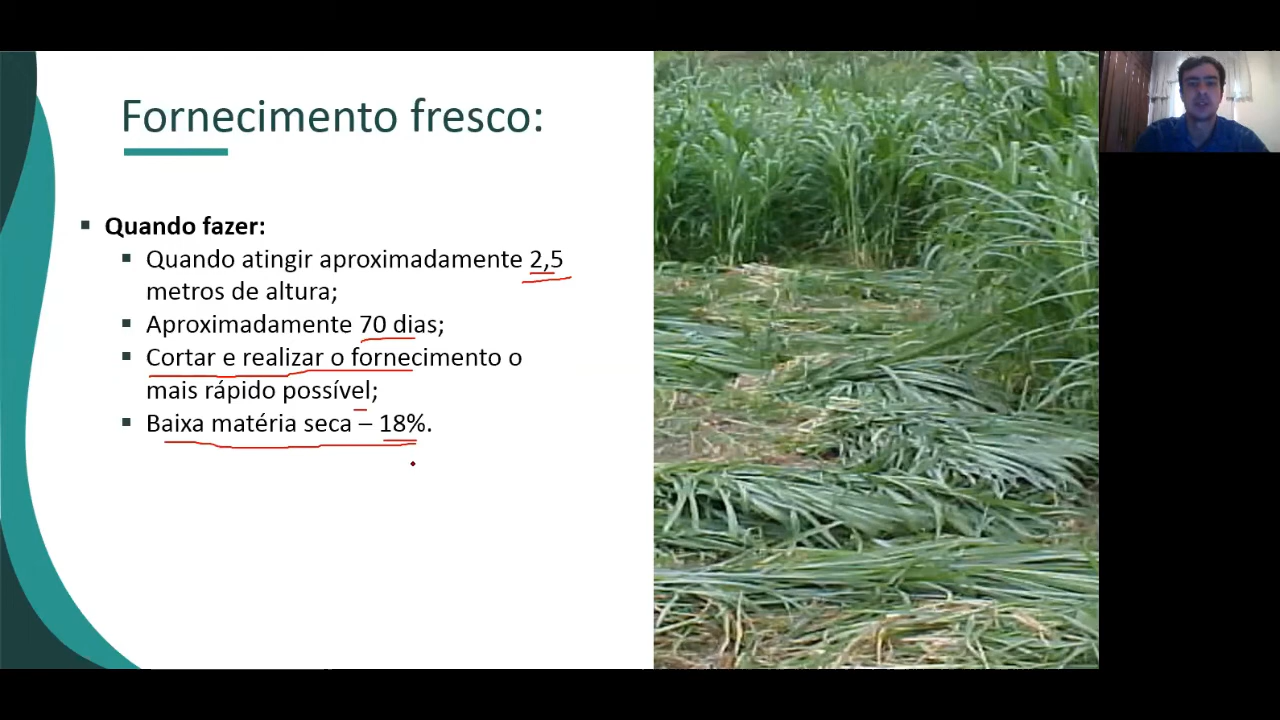 Fornecimento fresco:
▪ Quando fazer:
▪ Quando atingir aproximadamente 2,5
metros de altura;
▪ Aproximadamente 70 dias;
▪ Cortar e realizar o fornecimento o
mais rápido possível;
▪ Baixa matéria seca – 18%.